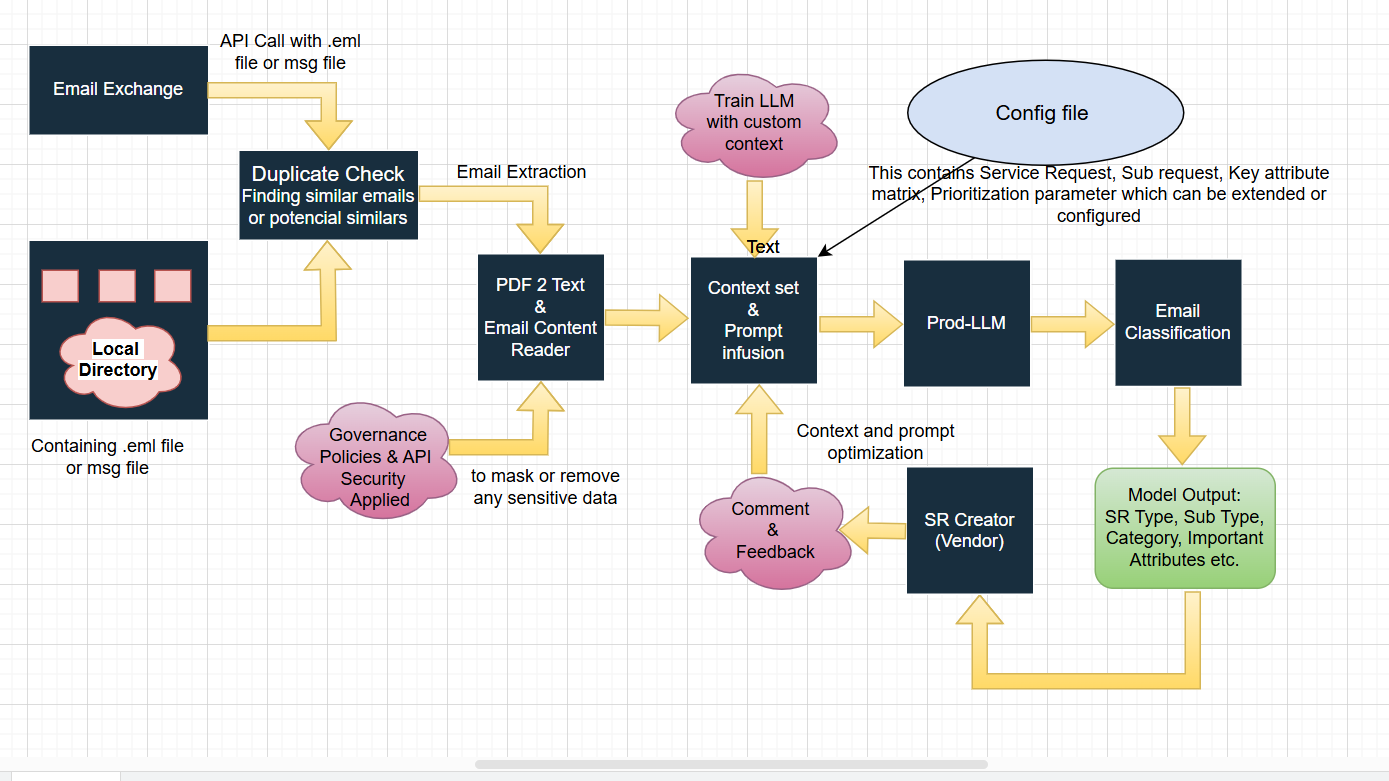 API Call with .eml
file or msg file
Email Exchange
Duplicate Check
Finding similar emails
or potencial similars
Email Extraction
Local
Directory
Containing .eml file
or msg file
PDF 2 Text
&
Email Content
Reader
Governance
Policies & API
Security
Applied
to mask or remove
any sensitive data
Train LLM
with custom
context
Text
Config file
This contains Service Request, Sub request, Key attribute
matrix, Prioritization parameter which can be extended or
configured
Context set
&
Prompt
infusion
Prod-LLM
Email
Classification
Model Output:
SR Type, Sub Type,
Category, Important
Attributes etc.
SR Creator
(Vendor)
Context and prompt
optimization
Comment
&
Feedback